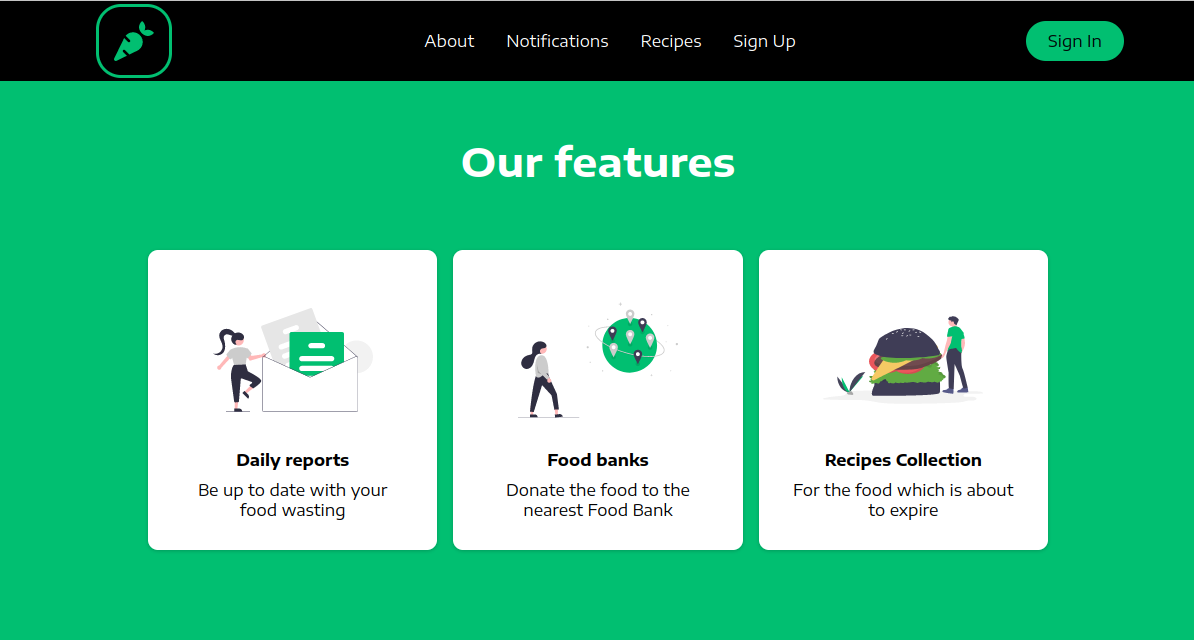 About Notifications Recipes Sign Up Sign In
Our features
Daily reports
Be up to date with your
food wasting
Food banks
Donate the food to the
nearest Food Bank
Recipes Collection
For the food which is about
to expire